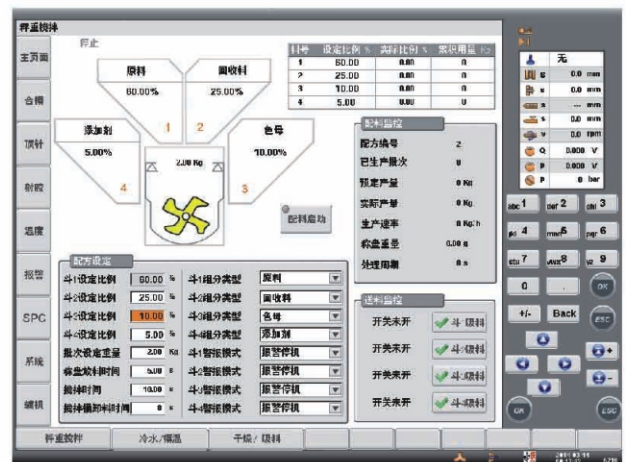 秤重搅拌
停止
主页面
合模
顶针
射胶
温度
报警
SPC
系统
编辑
原料
60.00%
回收料
25.00%
添加剂
5.00%
色母
10.00%
1
2
3
4
2.00 Kg
料号 设定比例 % 实际比例 % 累积用量 Kg
1 60.00 0.00 0
2 25.00 0.00 0
3 10.00 0.00 0
4 5.00 0.00 0
配料启动
配料监控
配方编号 2
已生产批次 0
预定产量 0 Kg
实际产量 0 Kg
生产速率 0 Kg/h
称盘重量 0.00 g
处理周期 0 s
配方设定
斗1设定比例 60.00 % 斗1组分类型 原料
斗2设定比例 25.00 % 斗2组分类型 回收料
斗3设定比例 10.00 % 斗3组分类型 色母
斗4设定比例 5.00 % 斗4组分类型 添加剂
批次设定重量 2.00 Kg 斗1警报模式 报警停机
称盘放料时间 5.00 s 斗2警报模式 报警停机
搅拌时间 10.00 s 斗3警报模式 报警停机
搅拌桶卸料时间 0 s 斗4警报模式 报警停机
送料监控
开关未开 斗1吸料
开关未开 斗2吸料
开关未开 斗3吸料
开关未开 斗4吸料
秤重搅拌 冷水/模温 干燥/吸料
无
s 0.0 mm
s 0.0 mm
s --- mm
s 0.0 mm
v 0.0 rpm
Q 0.000 V
P 0.000 V
P 0 bar
abc 1 def 2 ghi 3
jkl 4 mno 5 pqr 6
stu 7 vwx 8 yz 9
0 . OK
+/- Back ESC
OK ESC